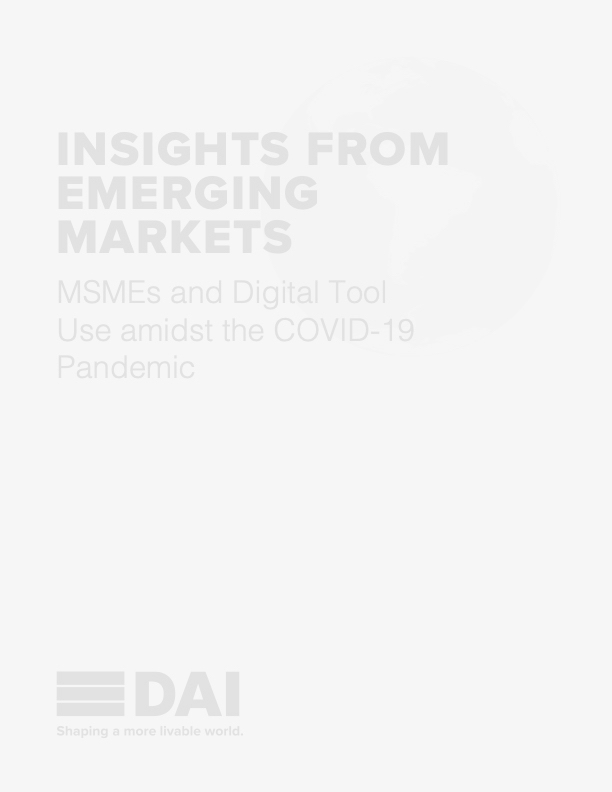 INSIGHTS FROM
EMERGING
MARKETS
MSMEs and Digital Tool
Use amidst the COVID-19
Pandemic
DAI
Shaping a more livable world.